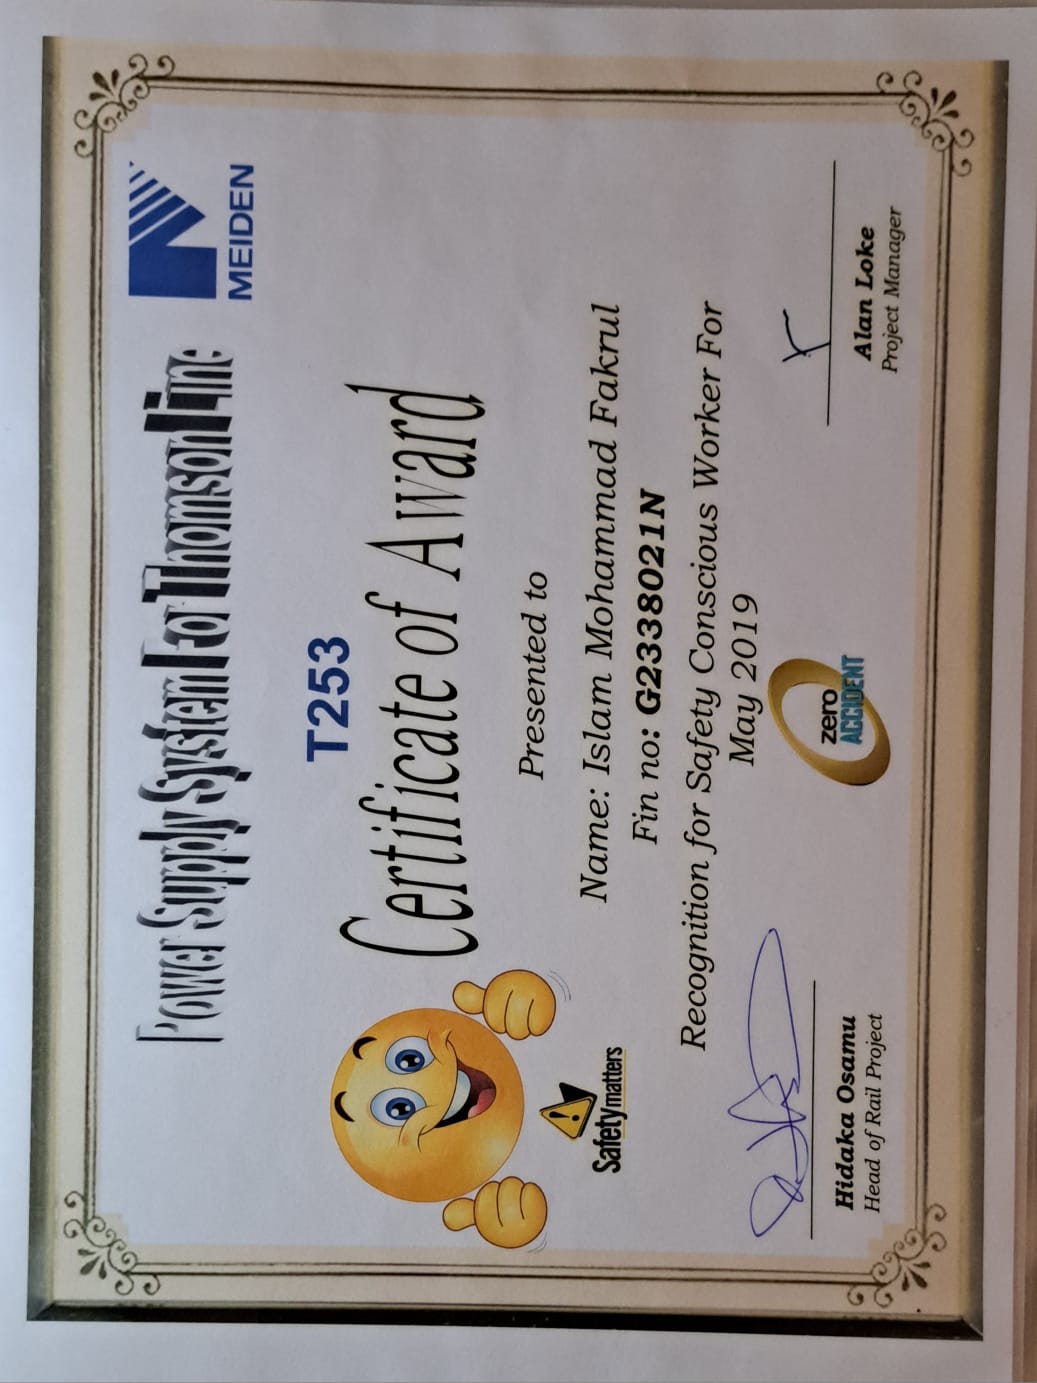 Power Supply System For Thomson Line
MEIDEN
T253
Certificate of Award
Presented to
Name: Islam Mohammad Fakrul
Fin no: G2338021N
Recognition for Safety Conscious Worker For
May 2019
Safety matters
zero
ACCIDENT
Hidaka Osamu
Head of Rail Project
Alan Loke
Project Manager